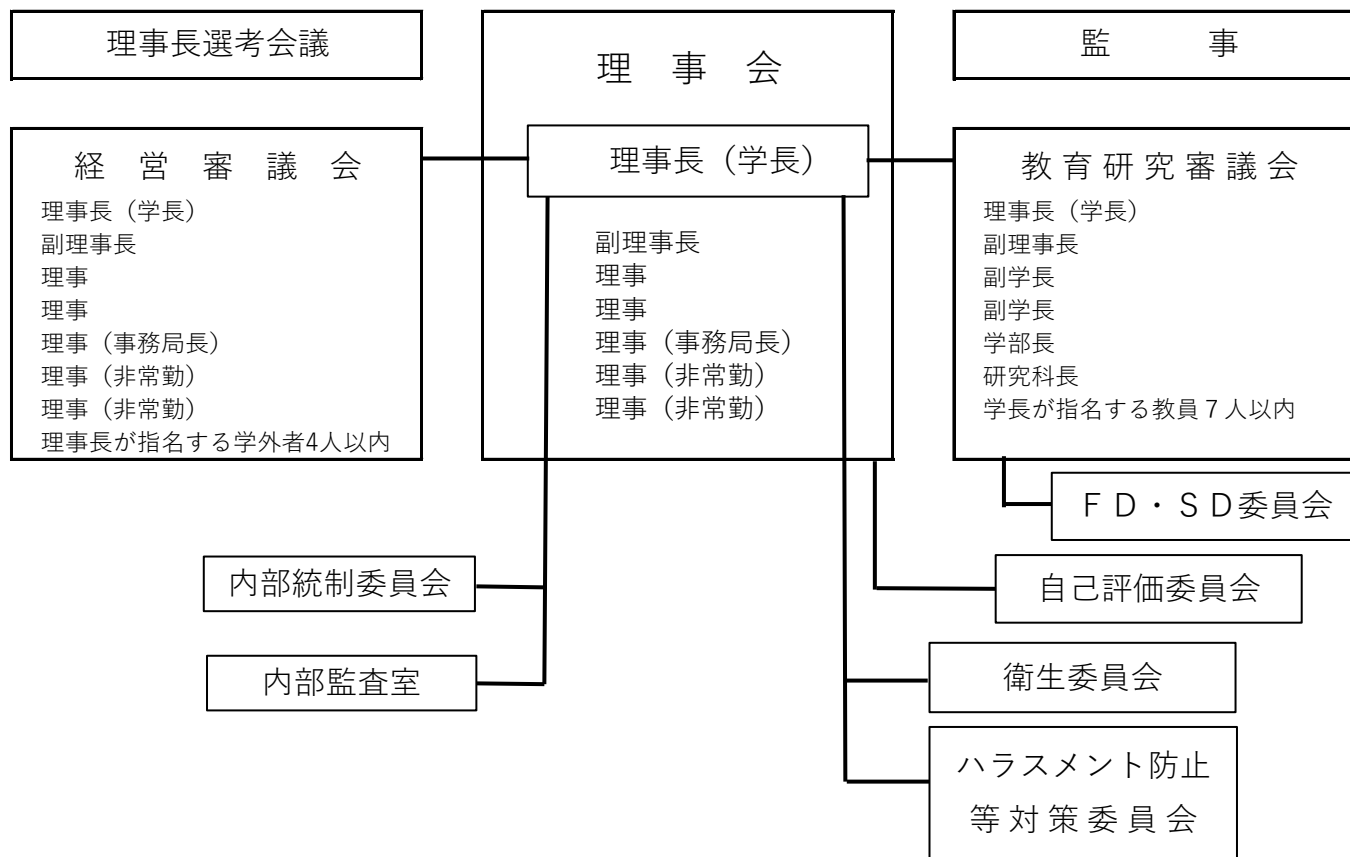 理事長選考会議
理　事　会
監　　　事
経　営　審　議　会
理事長（学長）
副理事長
理事
理事
理事（事務局長）
理事（非常勤）
理事（非常勤）
理事長が指名する学外者4人以内
理事長（学長）
副理事長
理事
理事
理事（事務局長）
理事（非常勤）
理事（非常勤）
教 育 研 究 審 議 会
理事長（学長）
副理事長
副学長
副学長
学部長
研究科長
学長が指名する教員７人以内
ＦＤ・ＳＤ委員会
内部統制委員会
自己評価委員会
内部監査室
衛生委員会
ハラスメント防止
等 対 策 委 員 会